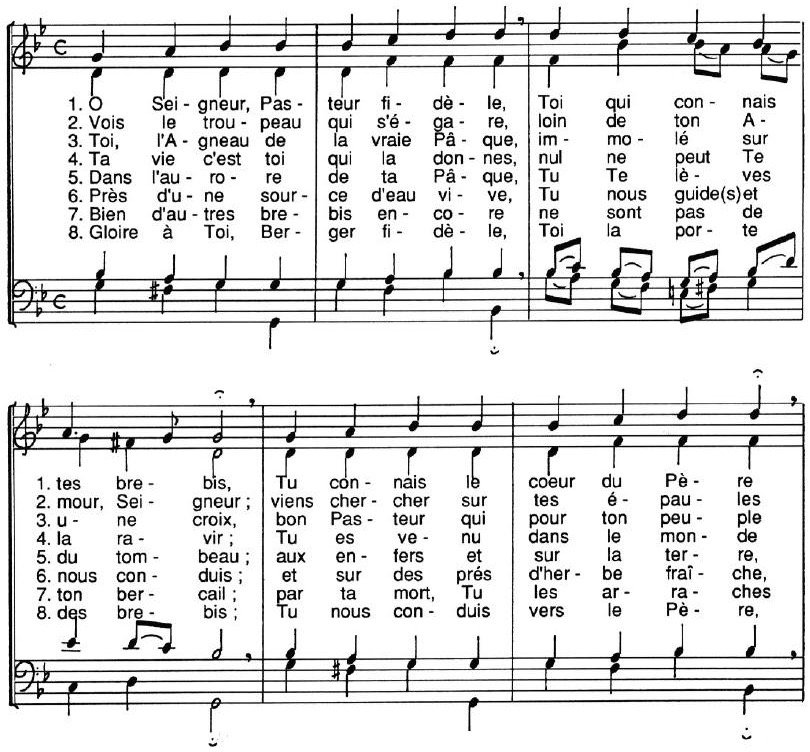 1. O Sei - gneur, Pas - teur fi - dè - le, Toi qui con - nais
2. Vois le trou - peau qui s'é - ga - re, loin de ton A -
3. Toi, l'A - gneau de la vraie Pâ - que, im - mo - lé sur
4. Ta vie c'est toi qui la don - nes, nul ne peut Te
5. Dans l'au - ro - re de ta Pâ - que, Tu Te lè - ves
6. Près d'u - ne sour - ce d'eau vi - ve, Tu nous guide(s)et
7. Bien d'au - tres bre - bis en - co - re ne sont pas de
8. Gloire à Toi, Ber - ger fi - dè - le, Toi la por - te
1. tes bre - bis, Tu con - nais le coeur du Pè - re
2. mour, Sei - gneur ; viens cher - cher sur tes é - pau - les
3. u - ne croix, bon Pas - teur qui pour ton peu - ple
4. la ra - vir ; Tu es ve - nu dans le mon - de
5. du tom - beau ; aux en - fers et sur la ter - re,
6. nous con - duis ; et sur des prés d'her - be fraî - che,
7. ton ber - cail ; par ta mort, Tu les ar - ra - ches
8. des bre - bis ; Tu nous con - duis vers le Pè - re,